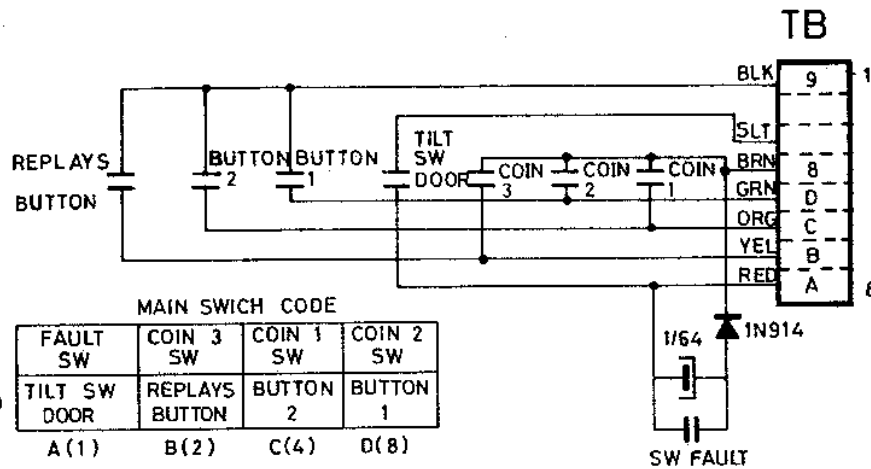 TB
BLK 9 1
SLT
BRN 8
GRN D
ORG C
YEL B
RED A
REPLAYS
BUTTON
BUTTON
2
BUTTON
1
TILT
SW
DOOR
COIN
3
COIN
2
COIN
1
1N914
1/64
SW FAULT
MAIN SWICH CODE
FAULT SW
COIN 3 SW
COIN 1 SW
COIN 2 SW
TILT SW DOOR
REPLAYS BUTTON
BUTTON 2
BUTTON 1
A(1) B(2) C(4) D(8)